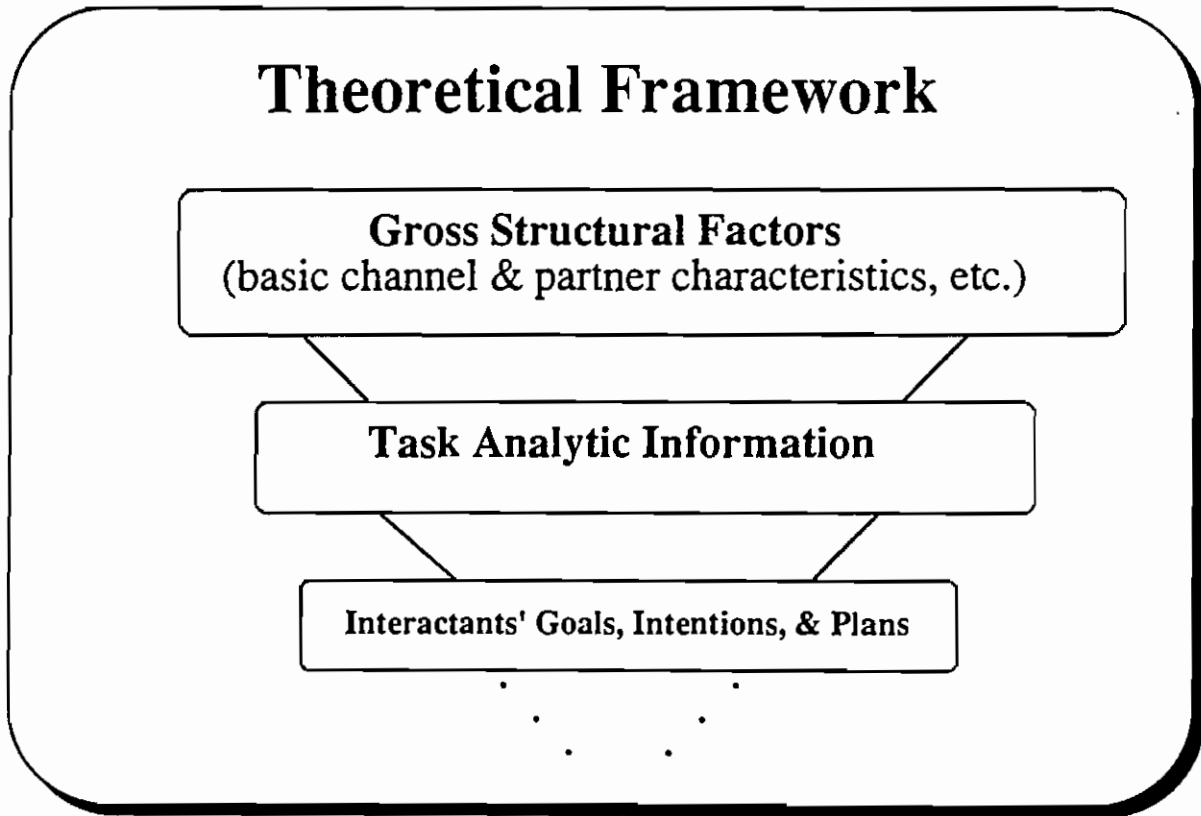 Theoretical Framework
Gross Structural Factors
(basic channel & partner characteristics, etc.)
Task Analytic Information
Interactants' Goals, Intentions, & Plans